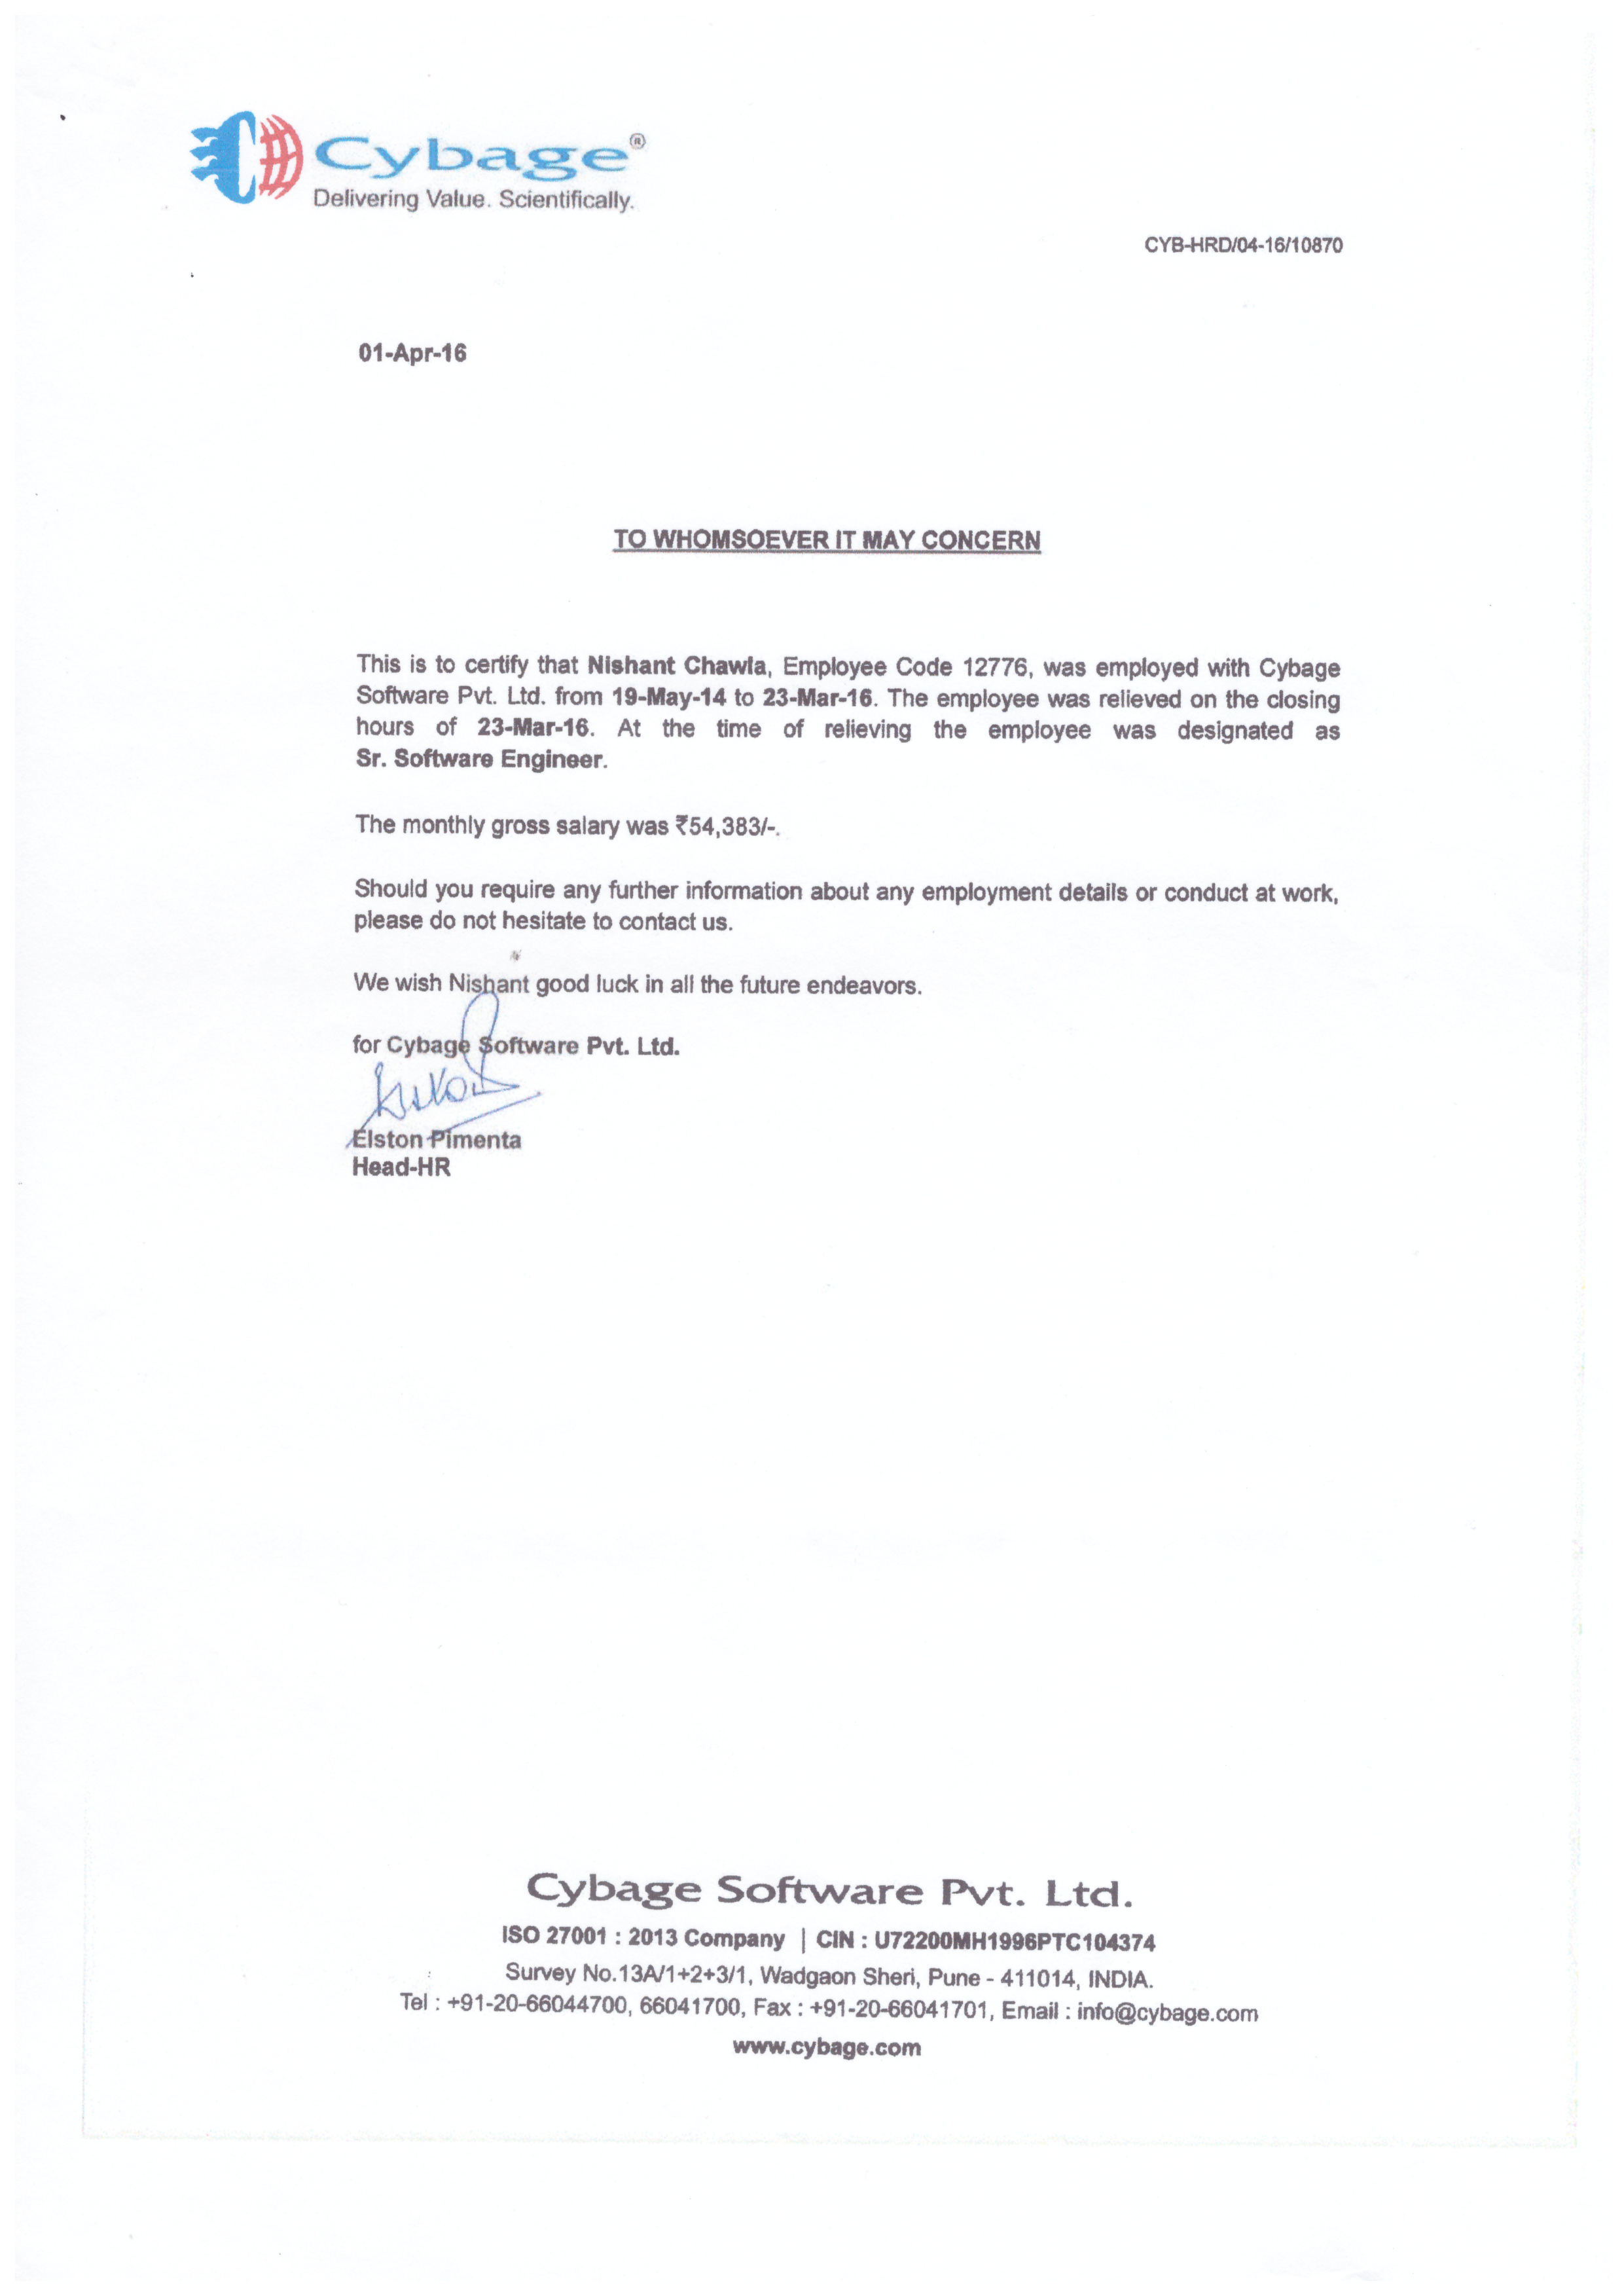 Cybage®
Delivering Value. Scientifically.
CYB-HRD/04-16/10870
01-Apr-16
TO WHOMSOEVER IT MAY CONCERN
This is to certify that Nishant Chawla, Employee Code 12776, was employed with Cybage
Software Pvt. Ltd. from 19-May-14 to 23-Mar-16. The employee was relieved on the closing
hours of 23-Mar-16. At the time of relieving the employee was designated as
Sr. Software Engineer.
The monthly gross salary was ₹54,383/-.
Should you require any further information about any employment details or conduct at work,
please do not hesitate to contact us.
We wish Nishant good luck in all the future endeavors.
for Cybage Software Pvt. Ltd.
Elston Pimenta
Head-HR
Cybage Software Pvt. Ltd.
ISO 27001 : 2013 Company | CIN : U72200MH1996PTC104374
Survey No.13A/1+2+3/1, Wadgaon Sheri, Pune - 411014, INDIA.
Tel : +91-20-66044700, 66041700, Fax : +91-20-66041701, Email : info@cybage.com
www.cybage.com